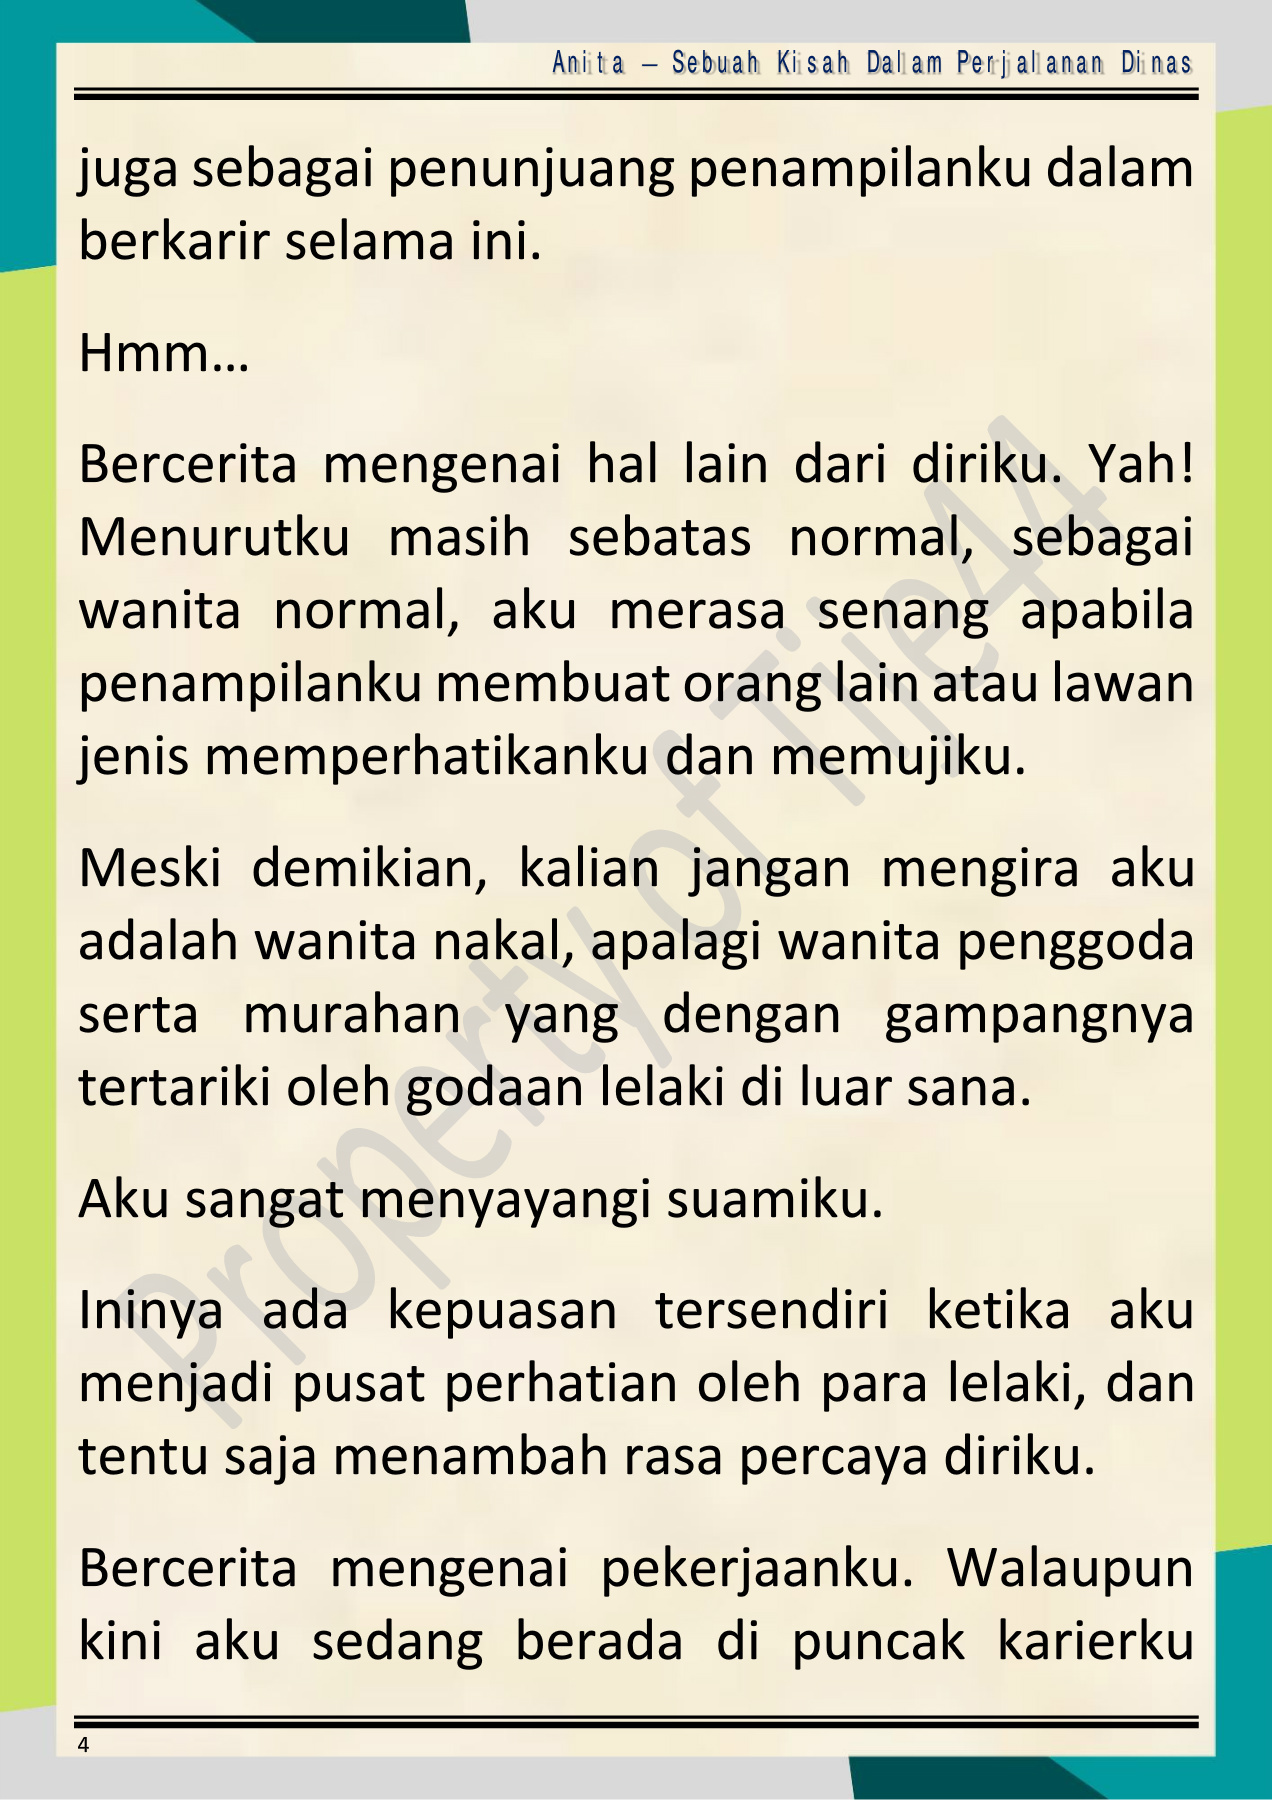 Anita – Sebuah Kisah Dalam Perjalanan Dinas
juga sebagai penunjuang penampilanku dalam
berkarir selama ini.
Hmm...
Bercerita mengenai hal lain dari diriku. Yah!
Menurutku masih sebatas normal, sebagai
wanita normal, aku merasa senang apabila
penampilanku membuat orang lain atau lawan
jenis memperhatikanku dan memujiku.
Meski demikian, kalian jangan mengira aku
adalah wanita nakal, apalagi wanita penggoda
serta murahan yang dengan gampangnya
tertariki oleh godaan lelaki di luar sana.
Aku sangat menyayangi suamiku.
Ininya ada kepuasan tersendiri ketika aku
menjadi pusat perhatian oleh para lelaki, dan
tentu saja menambah rasa percaya diriku.
Bercerita mengenai pekerjaanku. Walaupun
kini aku sedang berada di puncak karierku
4
Property of Tije44